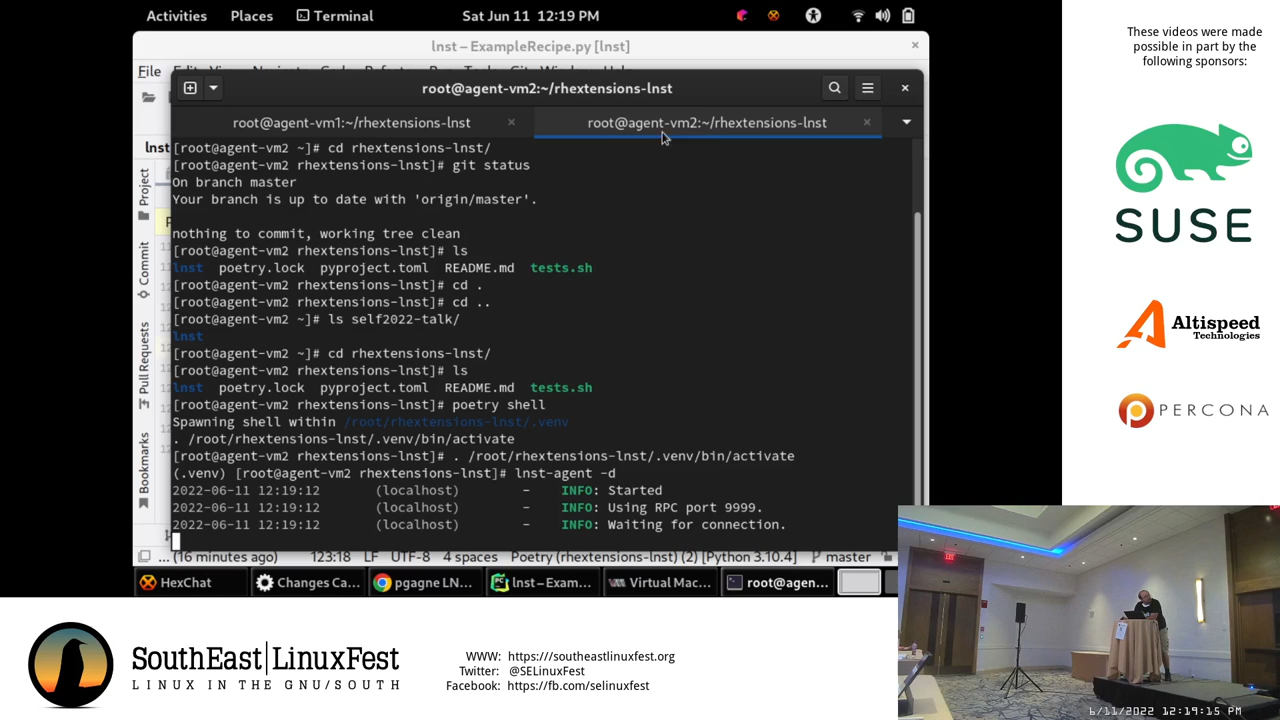 Activities Places Terminal Sat Jun 11 12:19 PM
lnst – ExampleRecipe.py [lnst]
File
root@agent-vm2:~/rhextensions-lnst
root@agent-vm1:~/rhextensions-lnst root@agent-vm2:~/rhextensions-lnst
lnst
Project
Commit
Pull Requests
Bookmarks
[root@agent-vm2 ~]# cd rhextensions-lnst/
[root@agent-vm2 rhextensions-lnst]# git status
On branch master
Your branch is up to date with 'origin/master'.
nothing to commit, working tree clean
[root@agent-vm2 rhextensions-lnst]# ls
lnst poetry.lock pyproject.toml README.md tests.sh
[root@agent-vm2 rhextensions-lnst]# cd .
[root@agent-vm2 rhextensions-lnst]# cd ..
[root@agent-vm2 ~]# ls self2022-talk/
lnst
[root@agent-vm2 ~]# cd rhextensions-lnst/
[root@agent-vm2 rhextensions-lnst]# ls
lnst poetry.lock pyproject.toml README.md tests.sh
[root@agent-vm2 rhextensions-lnst]# poetry shell
Spawning shell within /root/rhextensions-lnst/.venv
. /root/rhextensions-lnst/.venv/bin/activate
[root@agent-vm2 rhextensions-lnst]# . /root/rhextensions-lnst/.venv/bin/activate
(.venv) [root@agent-vm2 rhextensions-lnst]# lnst-agent -d
2022-06-11 12:19:12 (localhost) - INFO: Started
2022-06-11 12:19:12 (localhost) - INFO: Using RPC port 9999.
2022-06-11 12:19:12 (localhost) - INFO: Waiting for connection.
... (16 minutes ago) 123:18 LF UTF-8 4 spaces Poetry (rhextensions-lnst) (2) [Python 3.10.4] master
HexChat Changes Ca... pgagne LN... lnst – Exam... Virtual Mac... root@agen...
These videos were made
possible in part by the
following sponsors:
SUSE
Altispeed
Technologies
PERCONA
SouthEast LinuxFest
LINUX IN THE GNU/SOUTH
WWW: https:///southeastlinuxfest.org
Twitter: @SELinuxFest
Facebook: https://fb.com/selinuxfest
6/11/2022 12:19:15 PM